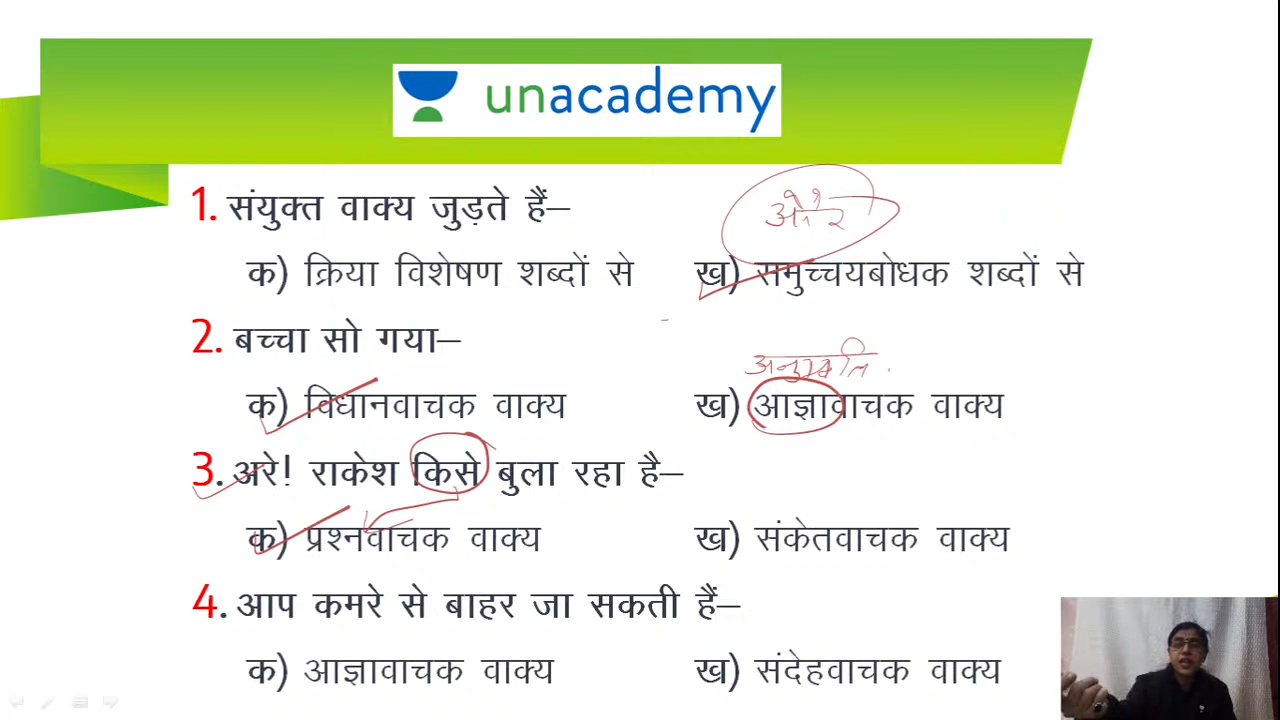 unacademy
1. संयुक्त वाक्य जुड़ते हैं–
और
क) क्रिया विशेषण शब्दों से ख) समुच्चयबोधक शब्दों से
2. बच्चा सो गया–
अनुमति
क) विधानवाचक वाक्य ख) आज्ञावाचक वाक्य
3. अरे! राकेश किसे बुला रहा है–
क) प्रश्नवाचक वाक्य ख) संकेतवाचक वाक्य
4. आप कमरे से बाहर जा सकती हैं–
क) आज्ञावाचक वाक्य ख) संदेहवाचक वाक्य